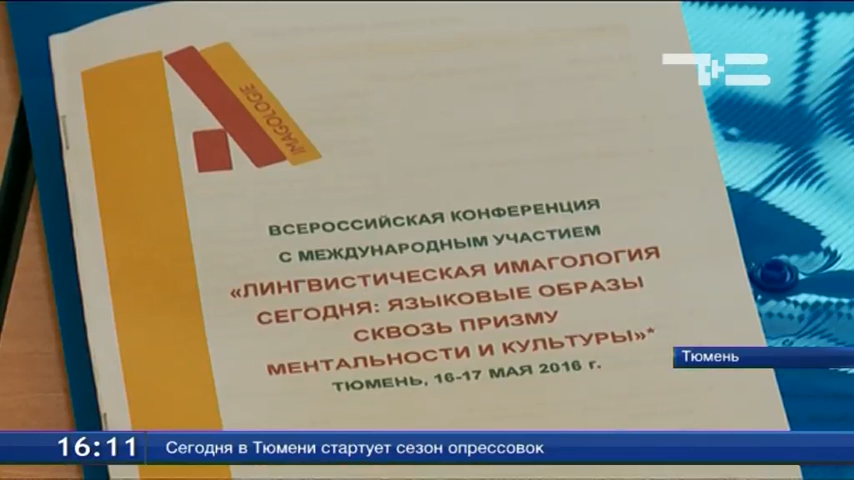 T+B
IMAGOLOGIE
ВСЕРОССИЙСКАЯ КОНФЕРЕНЦИЯ
С МЕЖДУНАРОДНЫМ УЧАСТИЕМ
«ЛИНГВИСТИЧЕСКАЯ ИМАГОЛОГИЯ
СЕГОДНЯ: ЯЗЫКОВЫЕ ОБРАЗЫ
СКВОЗЬ ПРИЗМУ
МЕНТАЛЬНОСТИ И КУЛЬТУРЫ»*
ТЮМЕНЬ, 16-17 МАЯ 2016 г.
Тюмень
16:11 Сегодня в Тюмени стартует сезон опрессовок